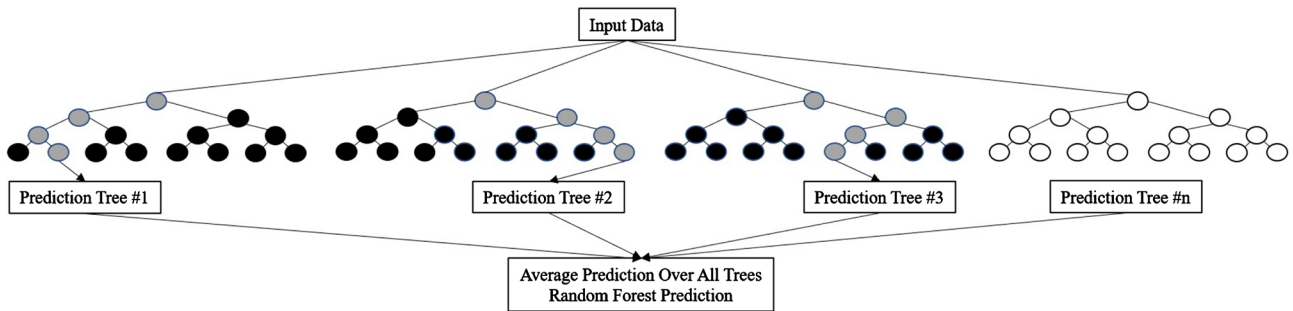 Input Data
Prediction Tree #1
Prediction Tree #2
Prediction Tree #3
Prediction Tree #n
Average Prediction Over All Trees
Random Forest Prediction